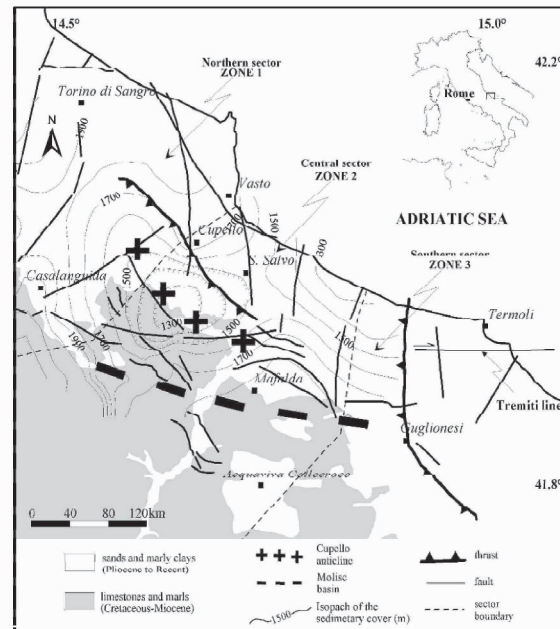 14.5°
15.0°
42.2°
Northern sector
ZONE 1
Torino di Sangro
1800
N
Rome
Central sector
ZONE 2
Vasto
1700
1500
ADRIATIC SEA
Cupello
Southern sector
ZONE 3
S. Salvo
Casalanguida
1500
1300
1500
1700
1900
Termoli
Mafalda
Tremiti line
Guglionesi
Acquaviva Collecroce
41.8°
0 40 80 120km
sands and marly clays
(Pliocene to Recent)
Cupello
anticline
thrust
Molise
basin
fault
limestones and marls
(Cretaceous-Miocene)
1500
Isopach of the
sedimetary cover (m)
sector
boundary